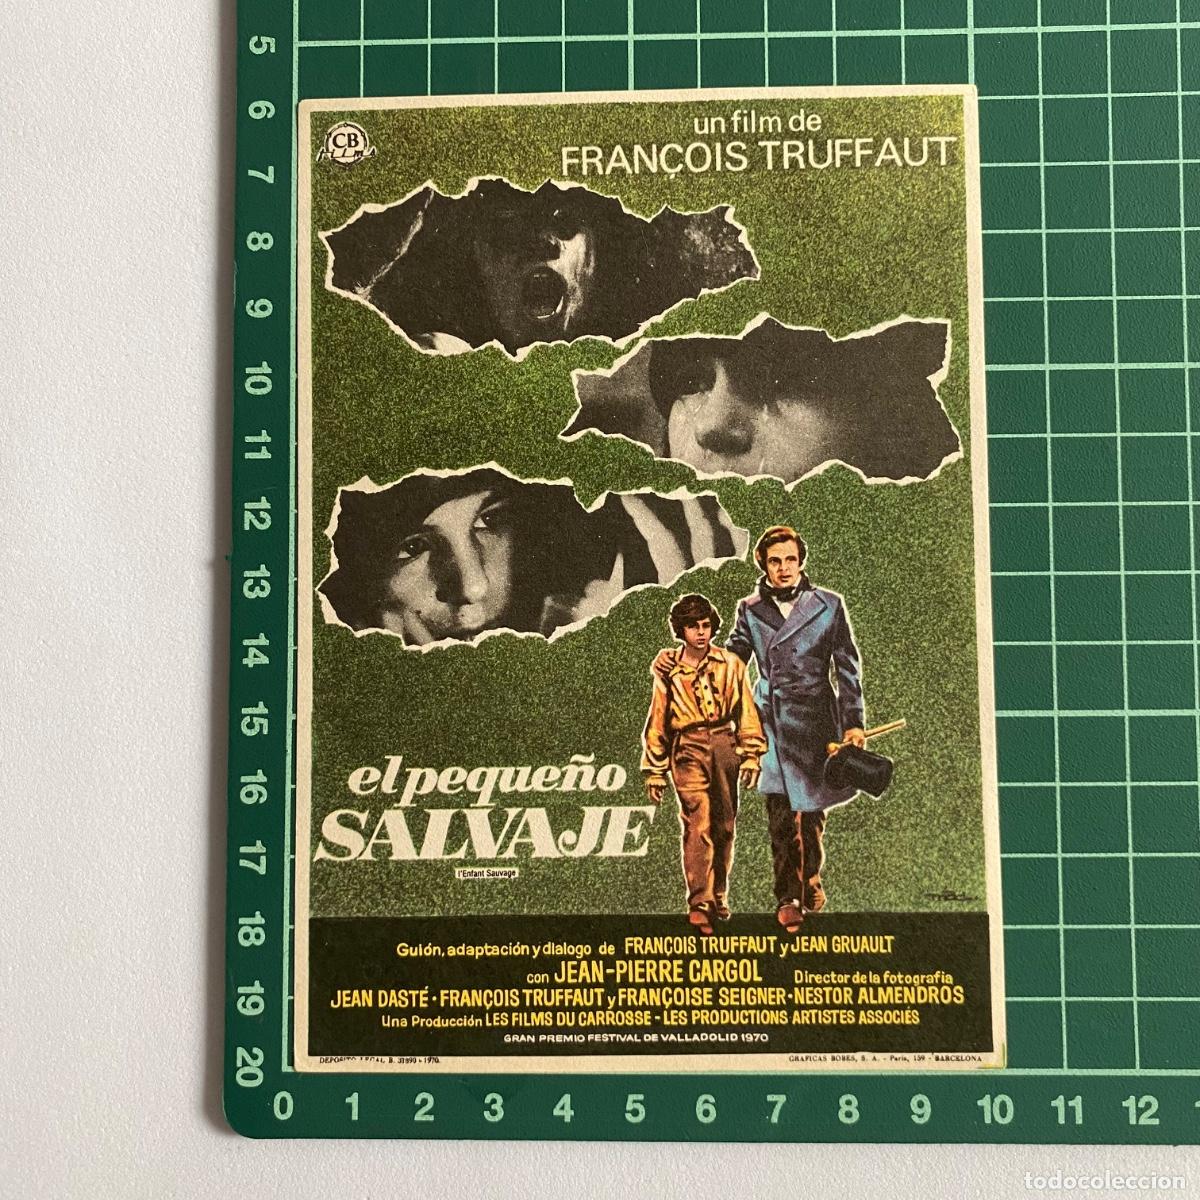 CB
FILMS
un film de
FRANÇOIS TRUFFAUT
el pequeño
SALVAJE
l'Enfant Sauvage
Guión, adaptación y dialogo de FRANÇOIS TRUFFAUT y JEAN GRUAULT
con JEAN-PIERRE CARGOL
Director de la fotografia
JEAN DASTÉ · FRANÇOIS TRUFFAUT y FRANÇOISE SEIGNER · NESTOR ALMENDROS
Una Producción LES FILMS DU CARROSSE - LES PRODUCTIONS ARTISTES ASSOCIÉS
GRAN PREMIO FESTIVAL DE VALLADOLID 1970
DEPOSITO LEGAL B. 31890 - 1970.
GRAFICAS BOBES, S. A. - Paris, 159 - BARCELONA
5
6
7
8
9
10
11
12
13
14
15
16
17
18
19
20
0 1 2 3 4 5 6 7 8 9 10 11 12
todocoleccion